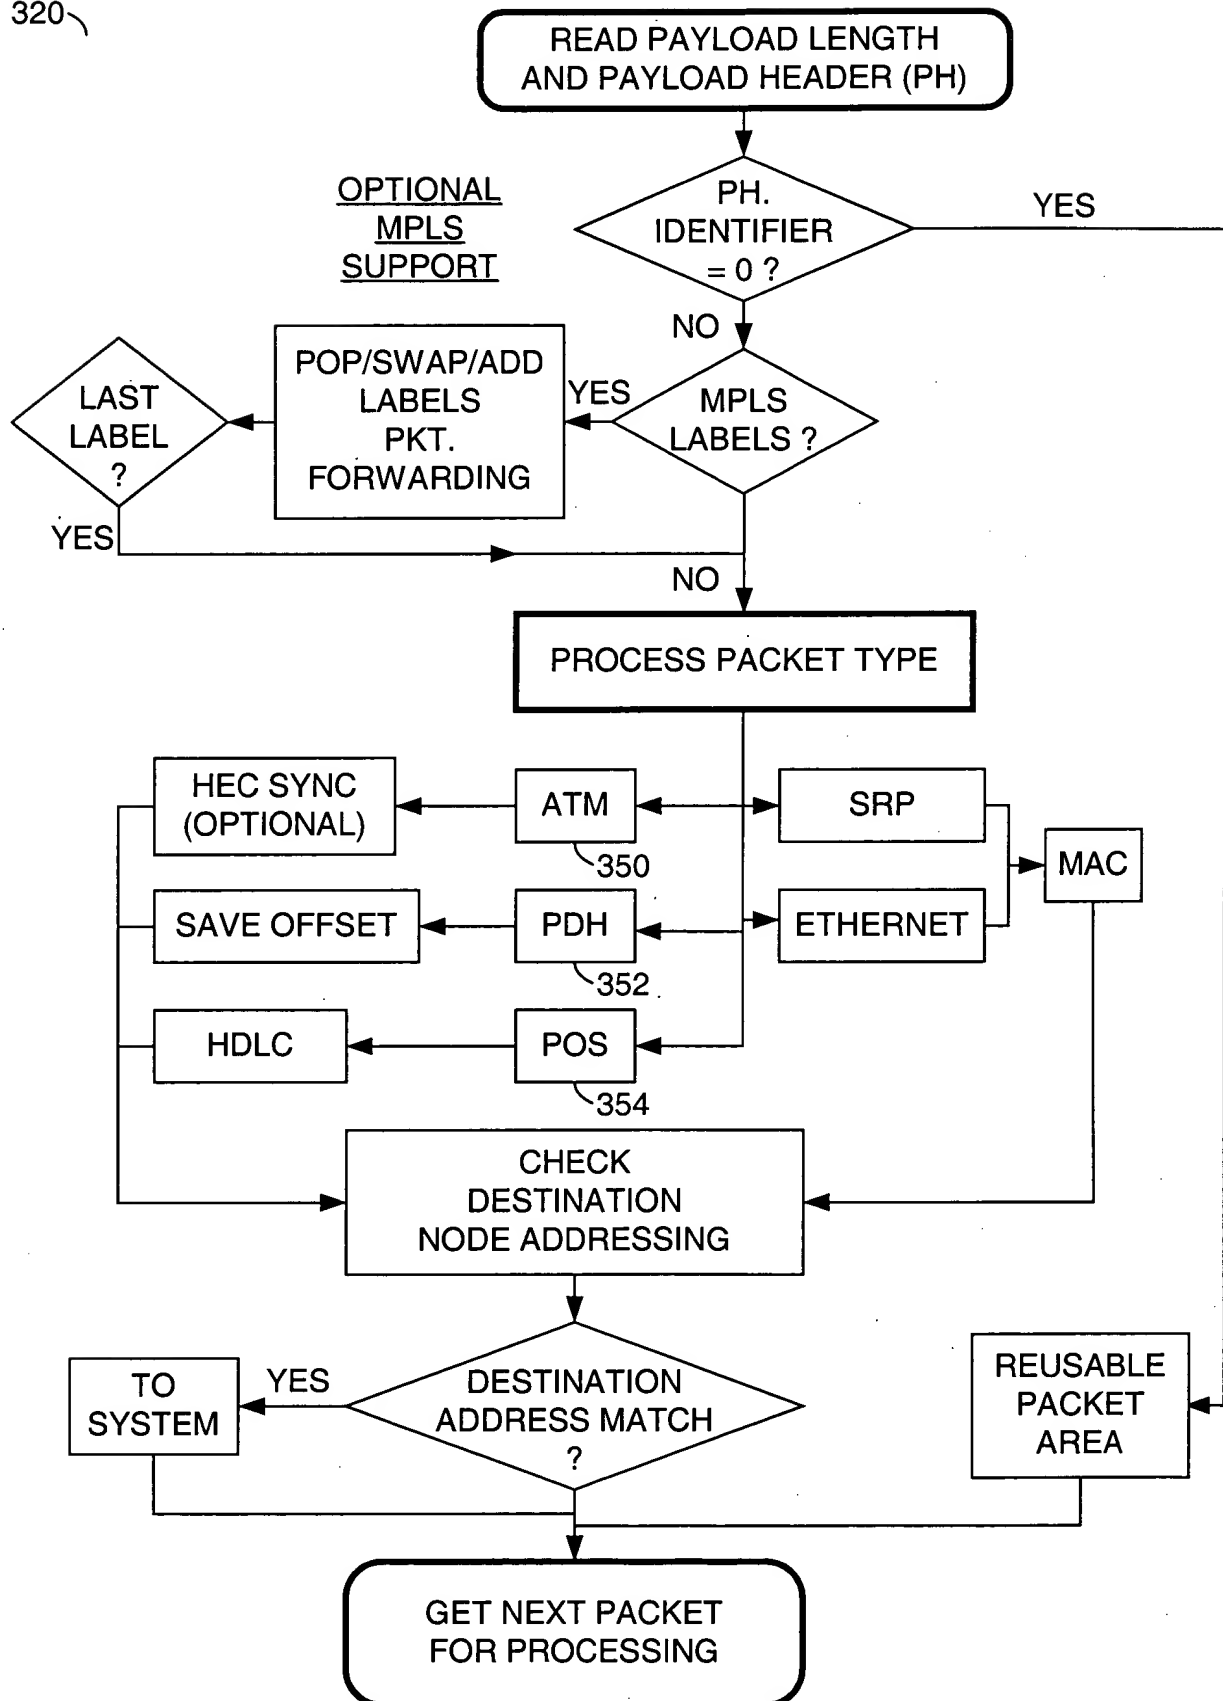 320
READ PAYLOAD LENGTH
AND PAYLOAD HEADER (PH)
OPTIONAL
MPLS
SUPPORT
PH.
IDENTIFIER
= 0 ?
YES
NO
LAST
LABEL
?
POP/SWAP/ADD
LABELS
PKT.
FORWARDING
YES
MPLS
LABELS ?
YES
NO
PROCESS PACKET TYPE
HEC SYNC
(OPTIONAL)
ATM
350
SRP
MAC
SAVE OFFSET
PDH
352
ETHERNET
HDLC
POS
354
CHECK
DESTINATION
NODE ADDRESSING
TO
SYSTEM
YES
DESTINATION
ADDRESS MATCH
?
REUSABLE
PACKET
AREA
GET NEXT PACKET
FOR PROCESSING